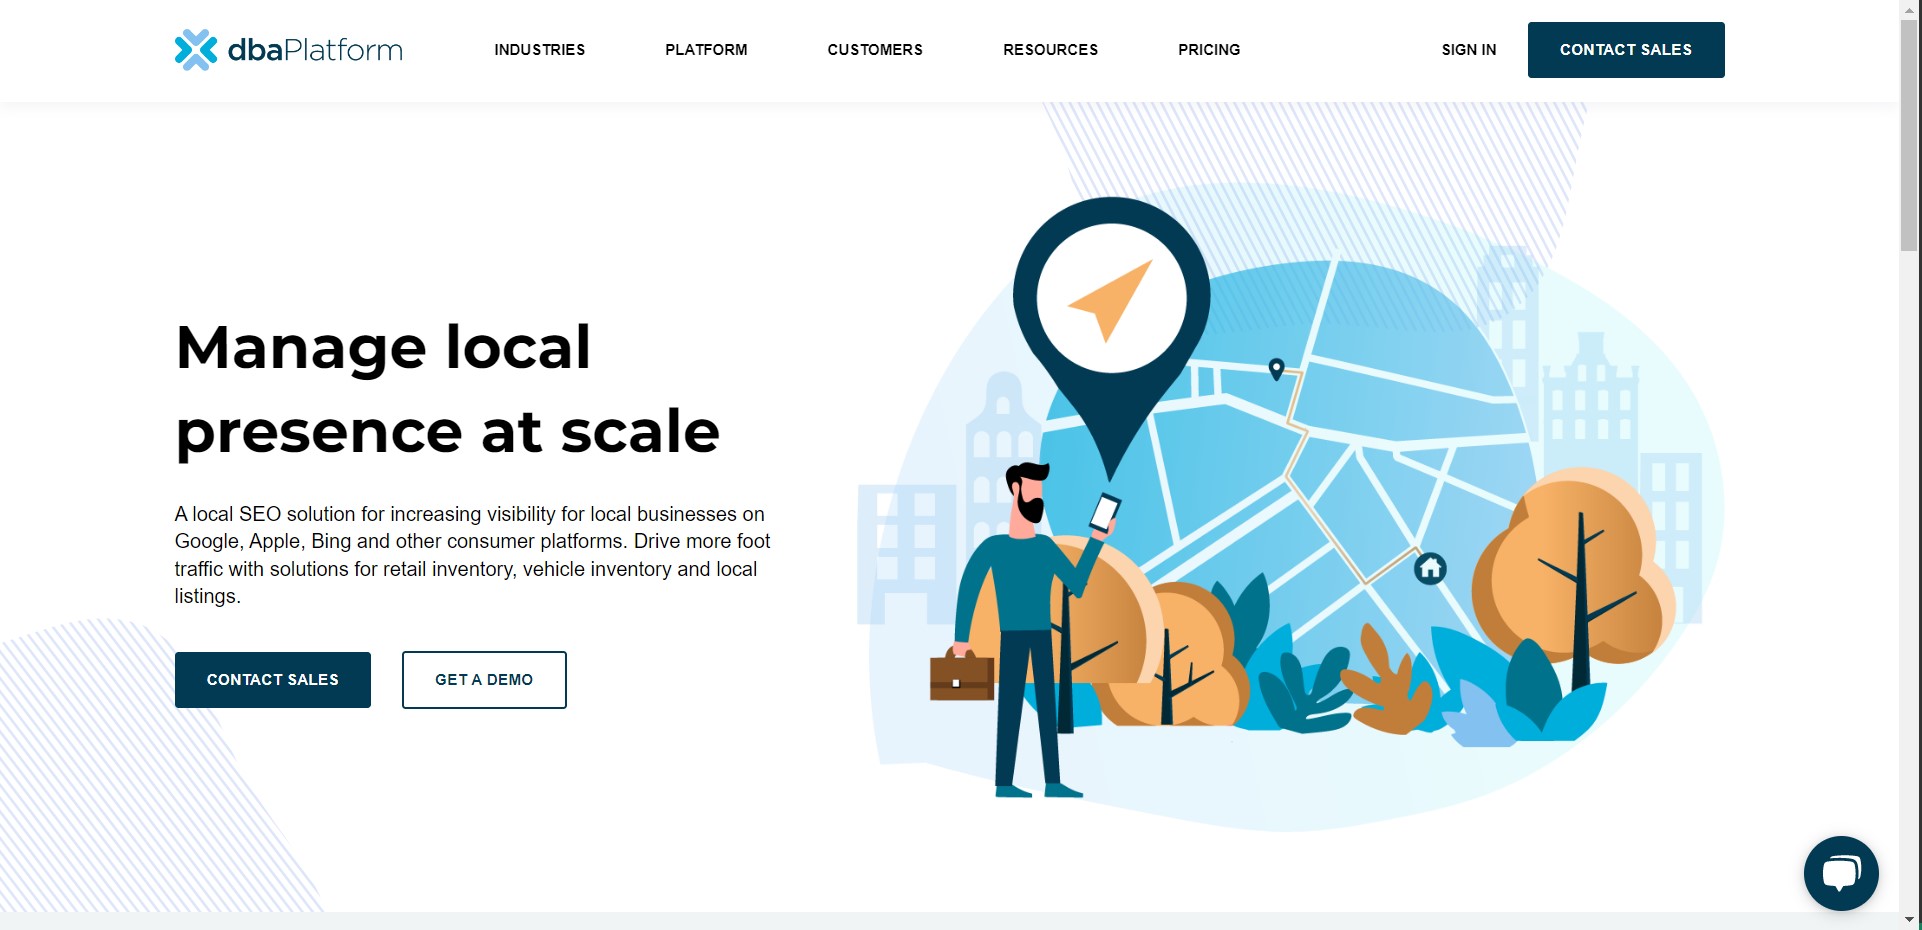 dbaPlatform
INDUSTRIES
PLATFORM
CUSTOMERS
RESOURCES
PRICING
SIGN IN
CONTACT SALES
Manage local
presence at scale
A local SEO solution for increasing visibility for local businesses on
Google, Apple, Bing and other consumer platforms. Drive more foot
traffic with solutions for retail inventory, vehicle inventory and local
listings.
CONTACT SALES
GET A DEMO